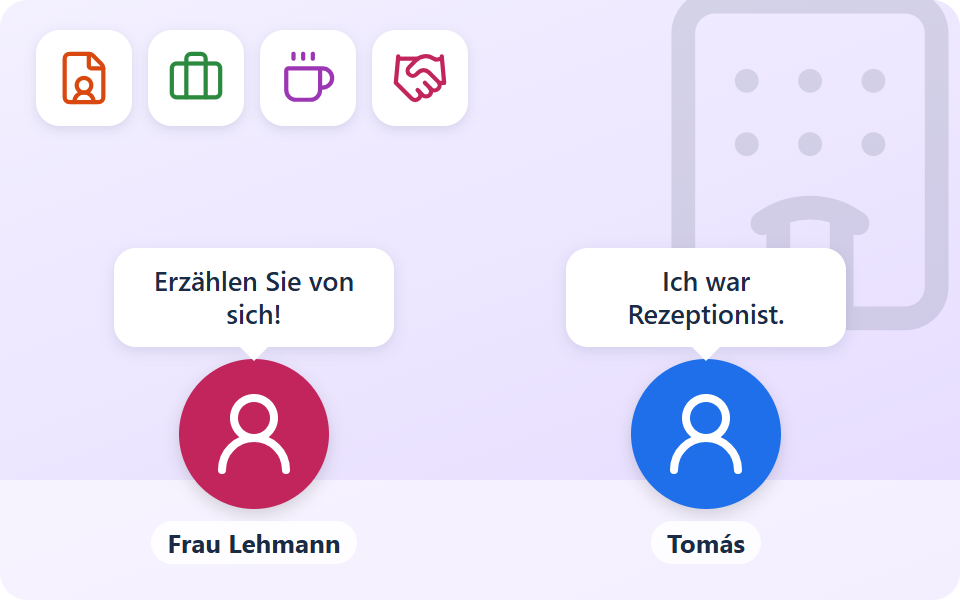 Erzählen Sie von
sich!
Ich war
Rezeptionist.
Frau Lehmann
Tomás